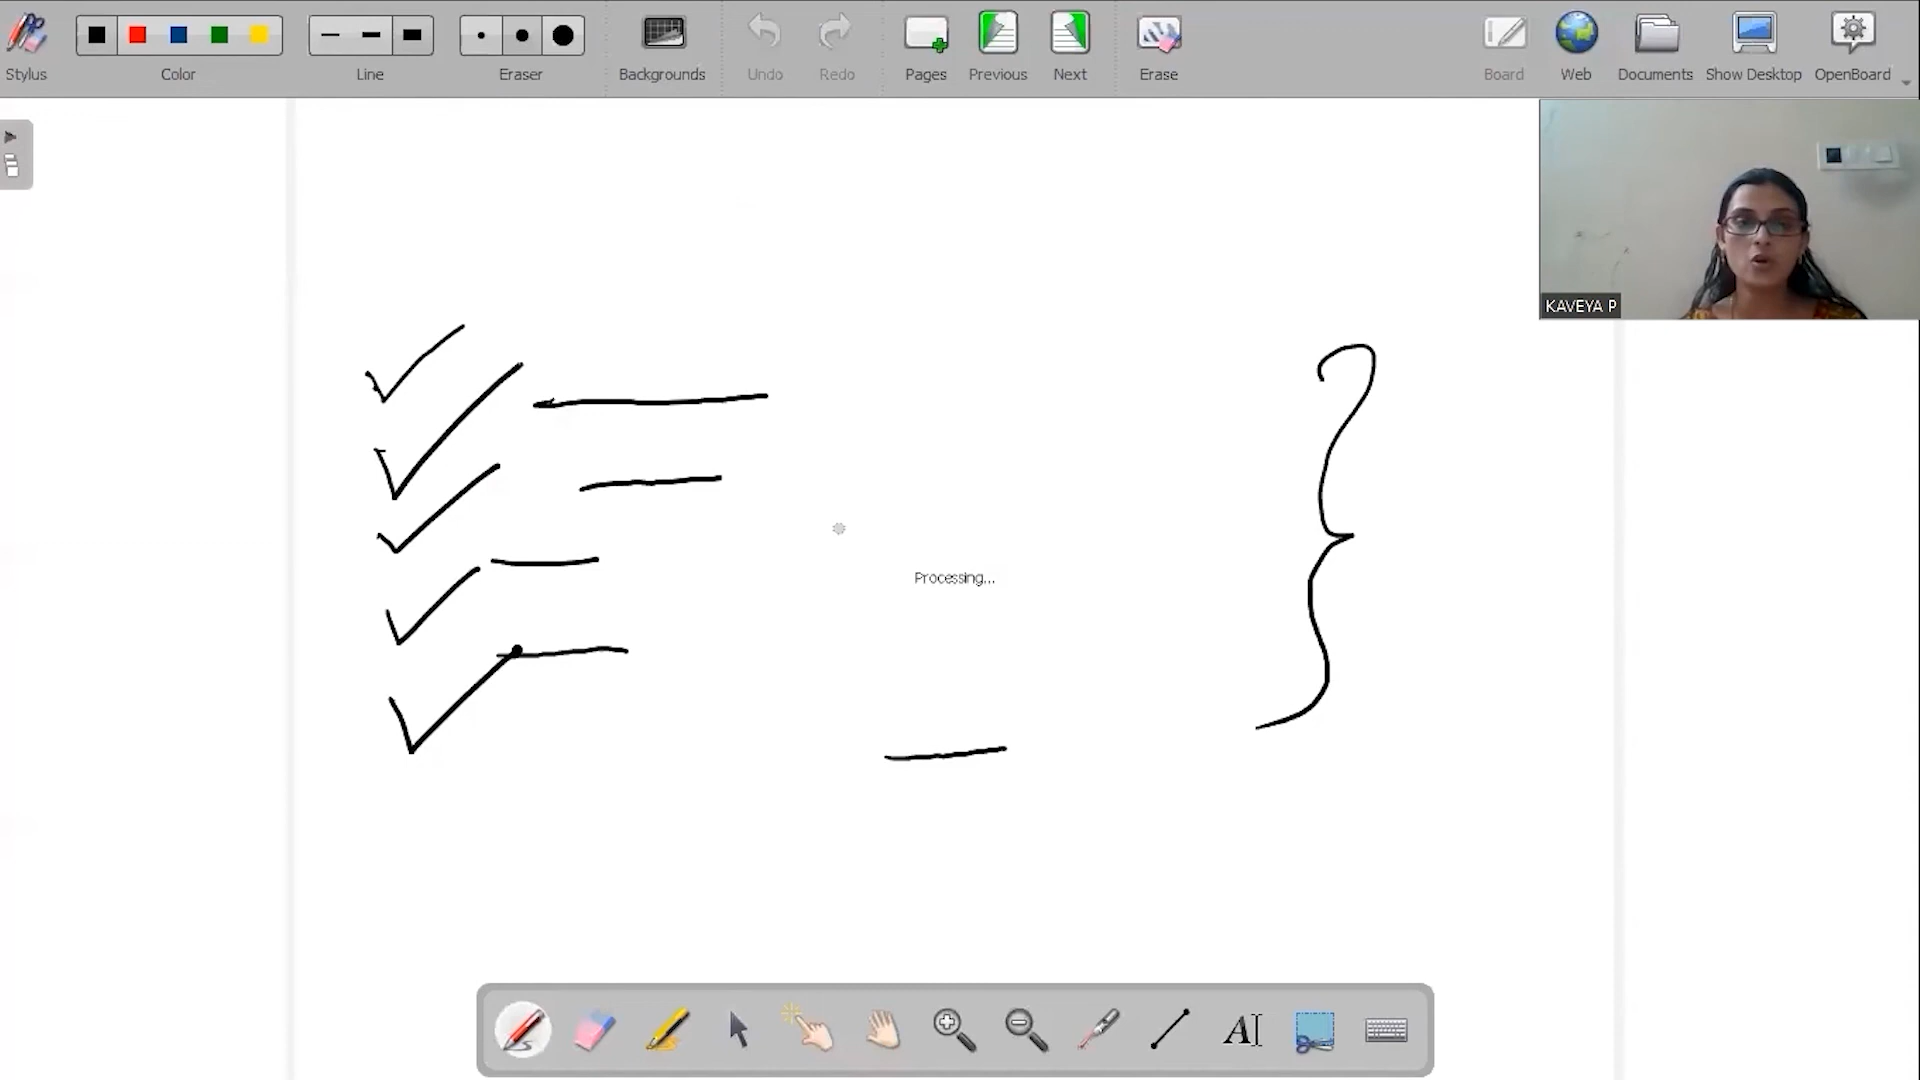 Stylus Color Line Eraser Backgrounds Undo Redo Pages Previous Next Erase Board Web Documents Show Desktop OpenBoard
KAVEYA P
Processing...
A